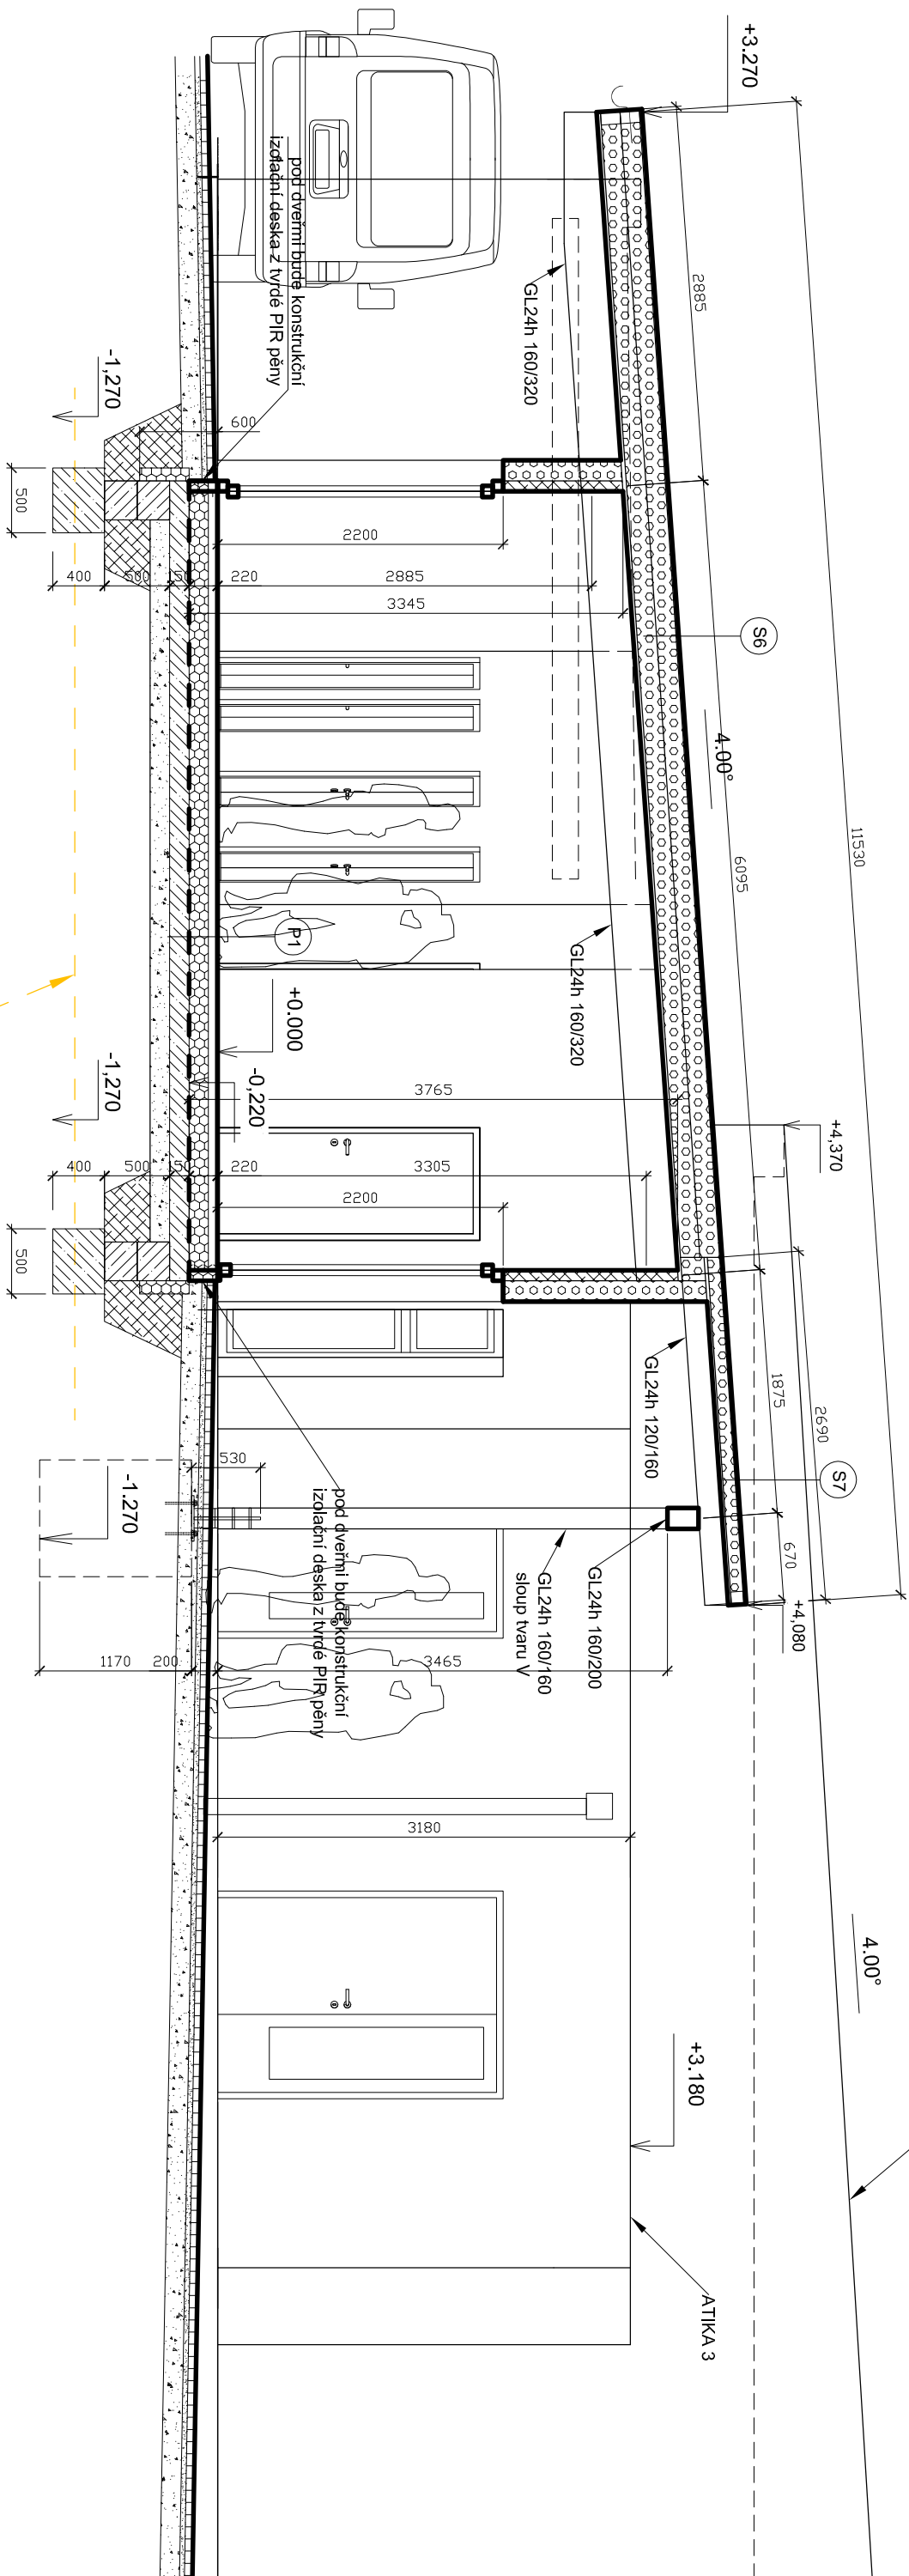 +3.270
2885
11530
pod dveřmi bude konstrukční
izolační deska z tvrdé PIR pěny
GL24h 160/320
-1,270
600
500
2200
400
500
150
220
2885
3345
S6
4.00°
6095
P1
GL24h 160/320
+0.000
-0,220
-1,270
3765
+4,370
400
500
150
220
3305
2200
500
GL24h 120/160
1875
2690
S7
530
-1.270
pod dveřmi bude konstrukční
izolační deska z tvrdé PIR pěny
GL24h 160/160
sloup tvaru V
GL24h 160/200
670
+4,080
1170
200
3465
3180
4.00°
+3.180
ATIKA 3